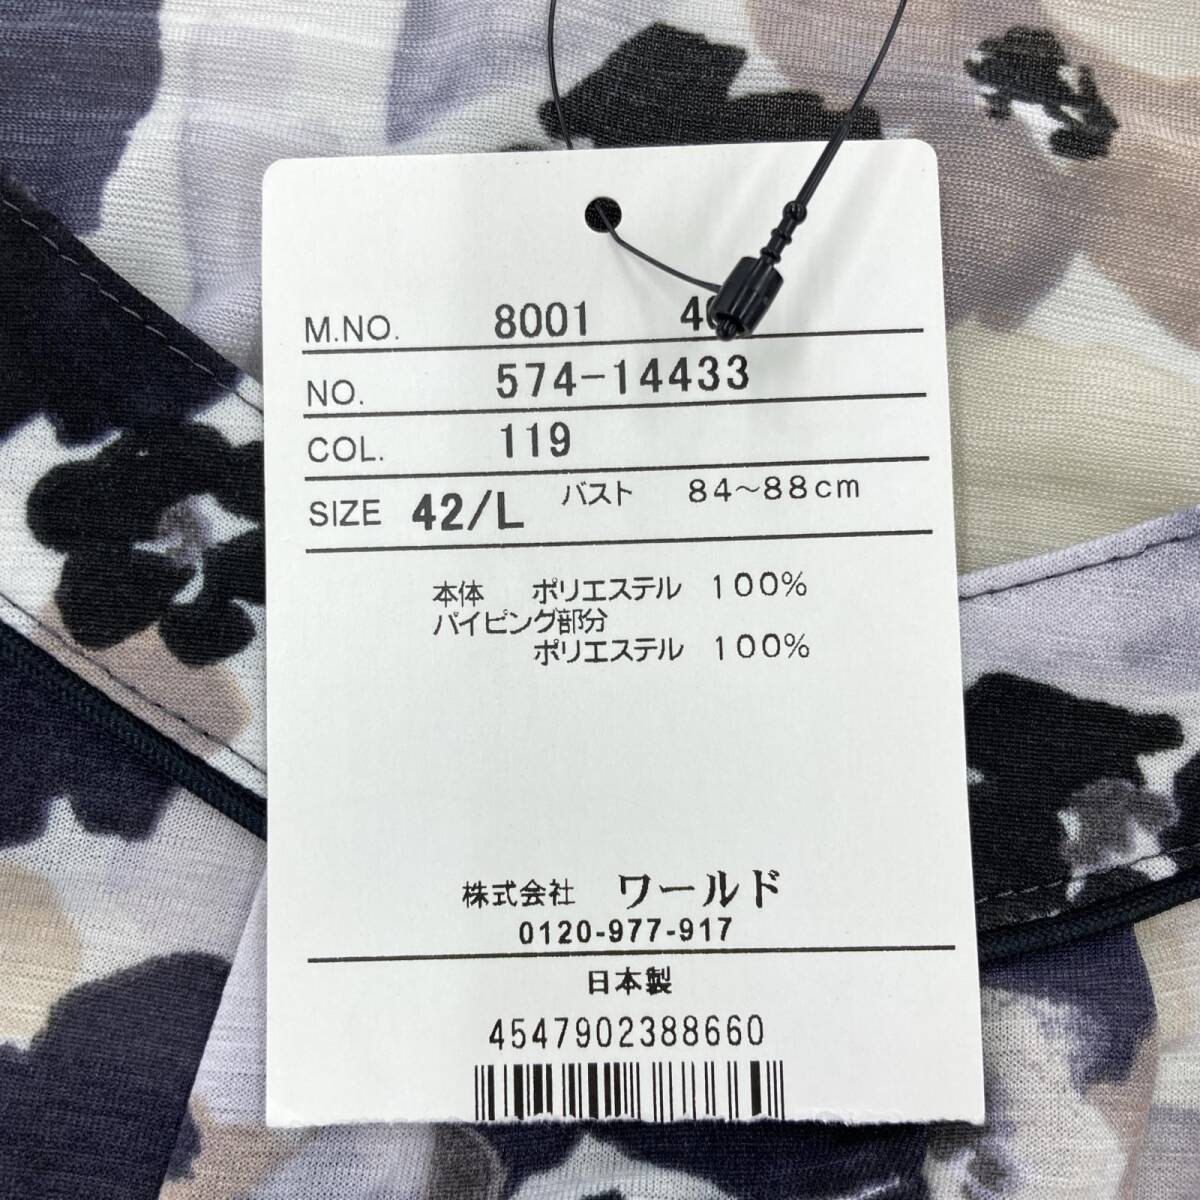 M.NO. 8001
NO. 574-14433
COL. 119
SIZE 42/L バスト 84～88cm
本体 ポリエステル 100%
パイピング部分
ポリエステル 100%
株式会社 ワールド
0120-977-917
日本製
4547902388660